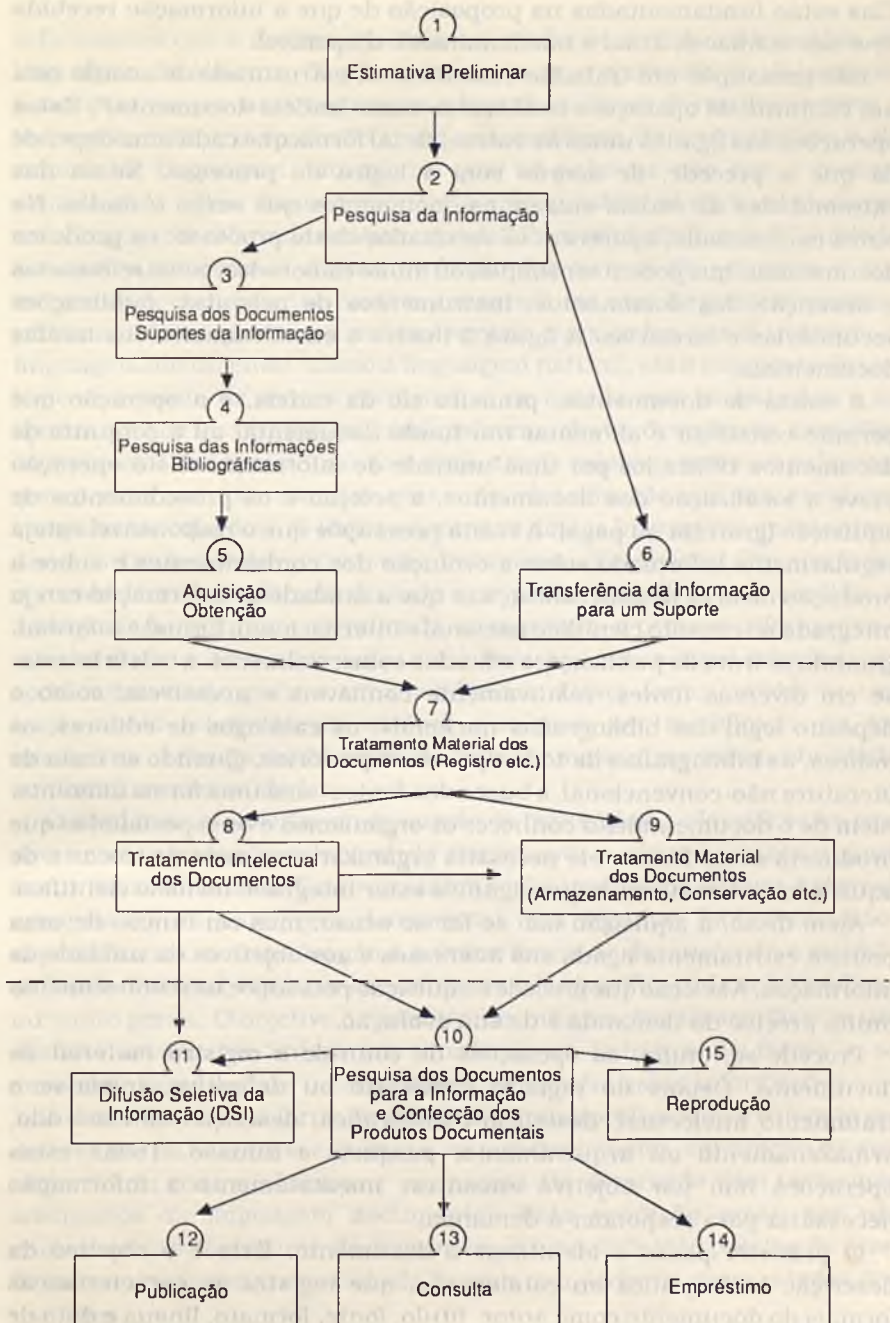 1
Estimativa Preliminar
2
Pesquisa da Informação
3
Pesquisa dos Documentos
Suportes da Informação
4
Pesquisa das Informações
Bibliográficas
5
Aquisição
Obtenção
6
Transferência da Informação
para um Suporte
7
Tratamento Material dos
Documentos (Registro etc.)
8
Tratamento Intelectual
dos Documentos
9
Tratamento Material
dos Documentos
(Armazenamento, Conservação etc.)
10
Pesquisa dos Documentos
para a Informação
e Confecção dos
Produtos Documentais
11
Difusão Seletiva da
Informação (DSI)
15
Reprodução
12
Publicação
13
Consulta
14
Empréstimo